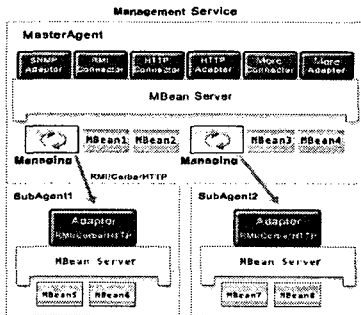 Management Service
MasterAgent
SNMP Adaptor
RMI Connector
HTTP Connector
HTTP Adapter
More Connector
More Adapter
MBean Server
Managing
MBean1
MBean2
Managing
MBean3
MBean4
RMI/Corba/HTTP
SubAgent1
SubAgent2
Adaptor
RMI/Corba/HTTP
Adaptor
RMI/Corba/HTTP
MBean Server
MBean Server
MBean5
MBean6
MBean7
MBean8